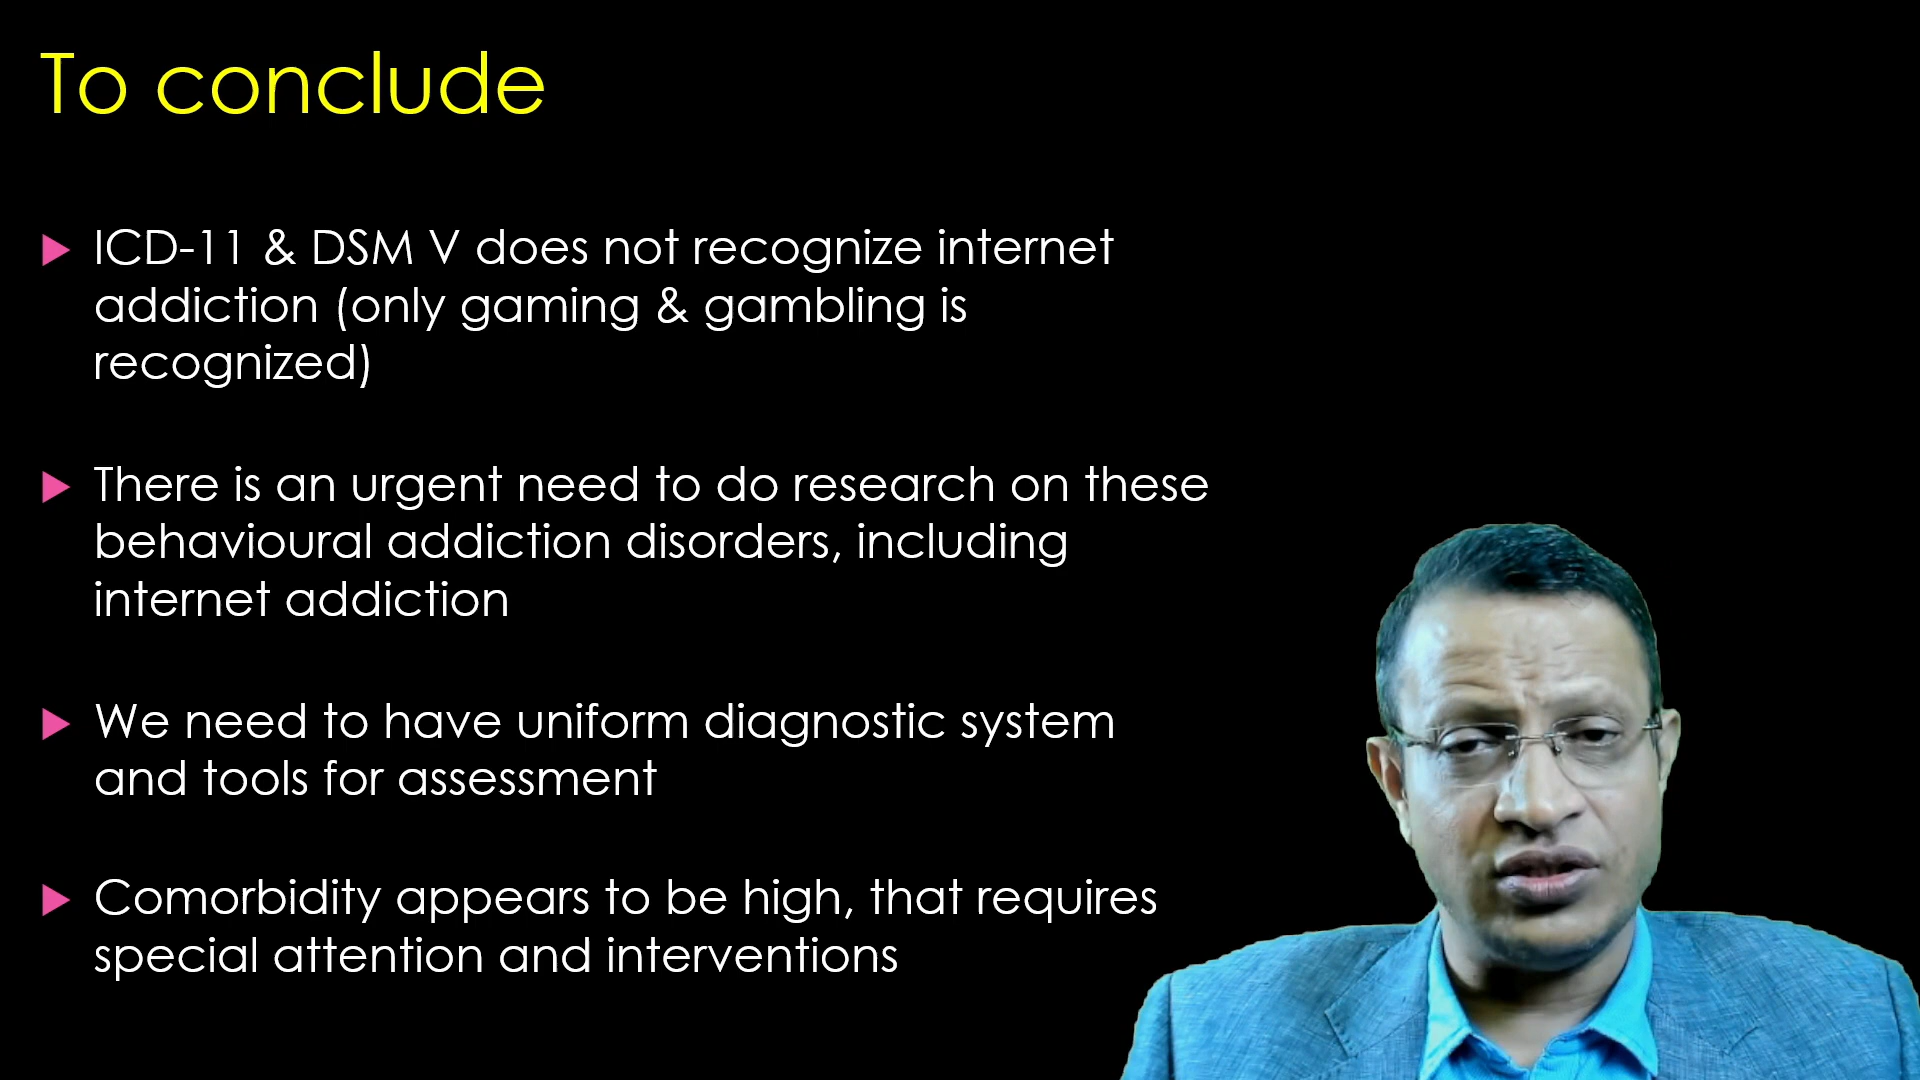 To conclude
ICD-11 & DSM V does not recognize internet
addiction (only gaming & gambling is
recognized)
There is an urgent need to do research on these
behavioural addiction disorders, including
internet addiction
We need to have uniform diagnostic system
and tools for assessment
Comorbidity appears to be high, that requires
special attention and interventions